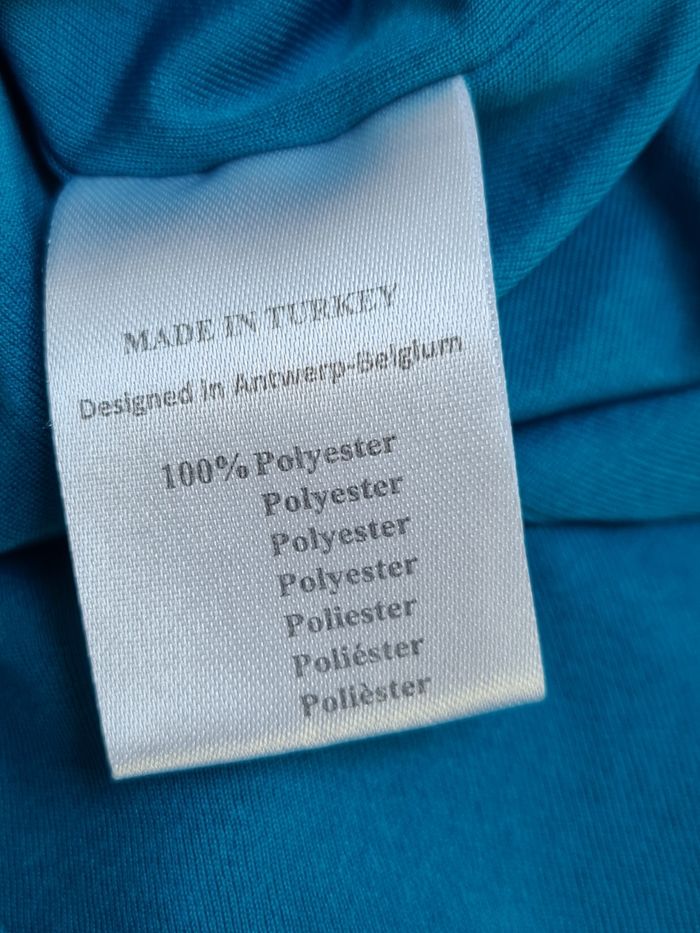 MADE IN TURKEY
Designed in Antwerp-Belgium
100% Polyester
Polyester
Polyester
Polyester
Poliester
Poliéster
Polièster